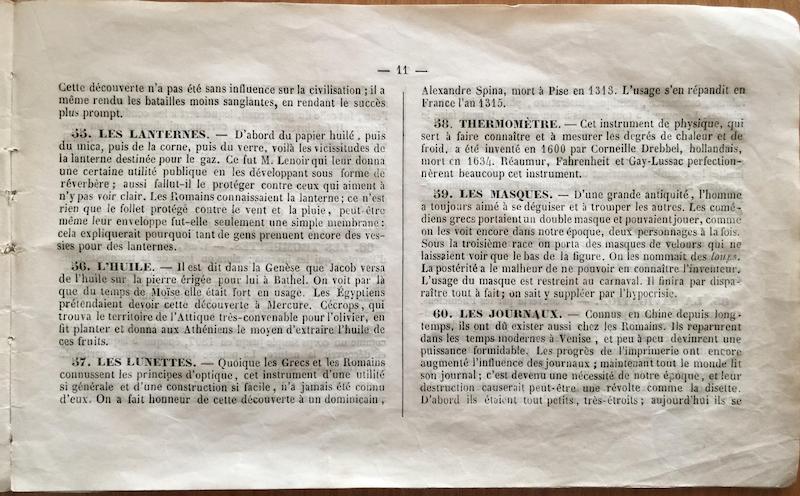 — 11 —
Cette découverte n'a pas été sans influence sur la civilisation ; il a
même rendu les batailles moins sanglantes, en rendant le succès
plus prompt.
55. LES LANTERNES. — D'abord du papier huilé, puis
du mica, puis de la corne, puis du verre, voilà les vicissitudes de
la lanterne destinée pour le gaz. Ce fut M. Lenoir qui leur donna
une certaine utilité publique en les développant sous forme de
réverbère ; aussi fallut-il le protéger contre ceux qui aiment à
n'y pas voir clair. Les Romains connaissaient la lanterne ; ce n'est
rien que le follet protégé contre le vent et la pluie, peut-être
même leur enveloppe fut-elle seulement une simple membrane :
cela expliquerait pourquoi tant de gens prennent encore des ves-
sies pour des lanternes.
56. L'HUILE. — Il est dit dans la Genèse que Jacob versa
de l'huile sur la pierre érigée pour lui à Bathel. On voit par là
que du temps de Moïse elle était fort en usage. Les Égyptiens
prétendaient devoir cette découverte à Mercure. Cécrops, qui
trouva le territoire de l'Attique très-convenable pour l'olivier, en
fit planter et donna aux Athéniens le moyen d'extraire l'huile de
ces fruits.
57. LES LUNETTES. — Quoique les Grecs et les Romains
connussent les principes d'optique, cet instrument d'une utilité
si générale et d'une construction si facile, n'a jamais été connu
d'eux. On a fait honneur de cette découverte à un dominicain,
Alexandre Spina, mort à Pise en 1313. L'usage s'en répandit en
France l'an 1315.
58. THERMOMÈTRE. — Cet instrument de physique, qui
sert à faire connaître et à mesurer les degrés de chaleur et de
froid, a été inventé en 1600 par Corneille Drebbel, hollandais,
mort en 1634. Réaumur, Fahrenheit et Gay-Lussac perfection-
nèrent beaucoup cet instrument.
59. LES MASQUES. — D'une grande antiquité, l'homme
a toujours aimé à se déguiser et à tromper les autres. Les comé-
diens grecs portaient un double masque et pouvaient jouer, comme
on les voit encore dans notre époque, deux personnages à la fois.
Sous la troisième race on porta des masques de velours qui ne
laissaient voir que le bas de la figure. On les nommait des loups.
La postérité a le malheur de ne pouvoir en connaître l'inventeur.
L'usage du masque est restreint au carnaval. Il finira par dispa-
raître tout à fait ; on sait y suppléer par l'hypocrisie.
60. LES JOURNAUX. — Connus en Chine depuis long-
temps, ils ont dû exister aussi chez les Romains. Ils reparurent
dans les temps modernes à Venise, et peu à peu devinrent une
puissance formidable. Les progrès de l'imprimerie ont encore
augmenté l'influence des journaux ; maintenant tout le monde lit
son journal ; c'est devenu une nécessité de notre époque, et leur
destruction causerait peut-être une révolte comme la disette.
D'abord ils étaient tout petits, très-étroits ; aujourd'hui ils se